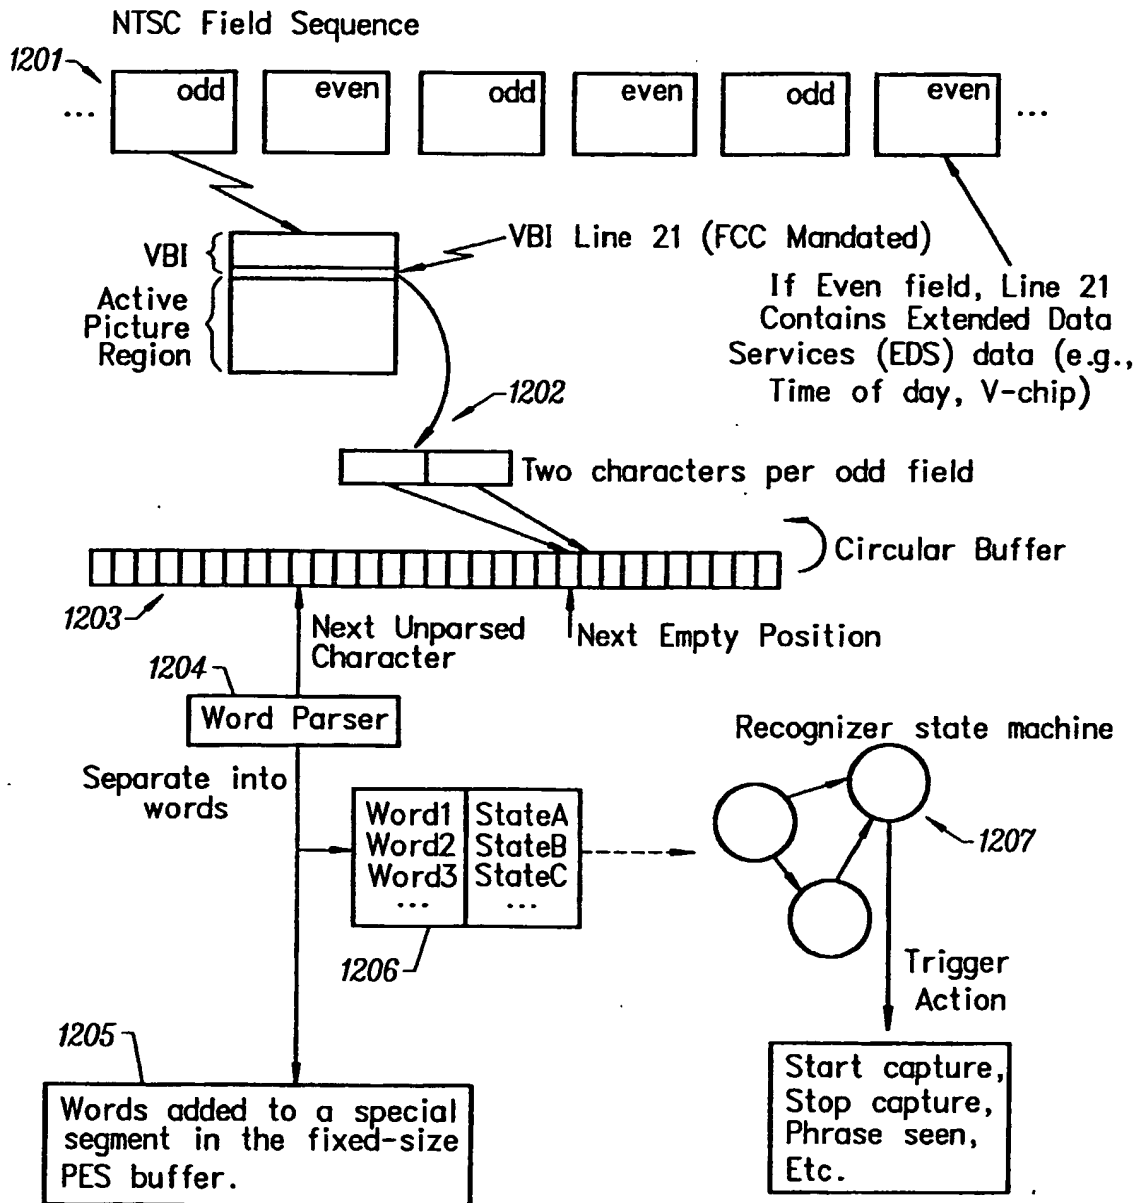 NTSC Field Sequence
1201
odd
even
odd
even
odd
even
...
...
VBI
VBI Line 21 (FCC Mandated)
Active
Picture
Region
If Even field, Line 21
Contains Extended Data
Services (EDS) data (e.g.,
Time of day, V-chip)
1202
Two characters per odd field
Circular Buffer
1203
Next Unparsed
Character
Next Empty Position
1204
Word Parser
Separate into
words
Recognizer state machine
Word1 StateA
Word2 StateB
Word3 StateC
... ...
1206
1207
Trigger
Action
1205
Words added to a special
segment in the fixed-size
PES buffer.
Start capture,
Stop capture,
Phrase seen,
Etc.